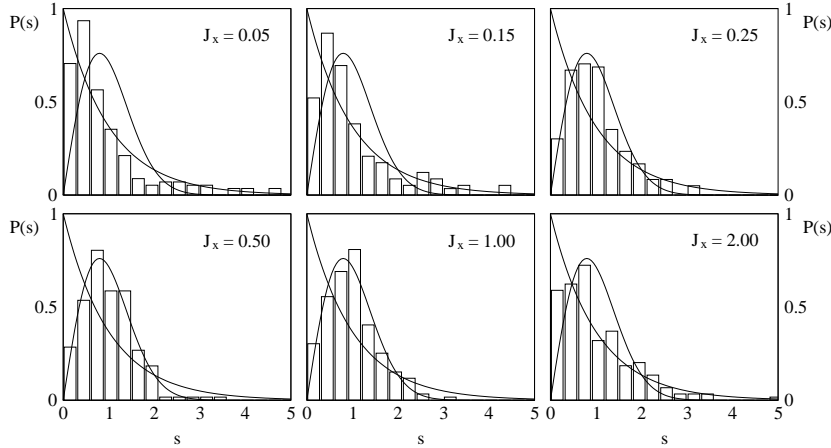 P(s) 1 J x = 0.05 J x = 0.15 J x = 0.25 1 P(s)
0.5 0.5
0 0
P(s) 1 J x = 0.50 J x = 1.00 J x = 2.00 1 P(s)
0.5 0.5
0 0
0 1 2 3 4 5 0 1 2 3 4 5 0 1 2 3 4 5
s s s